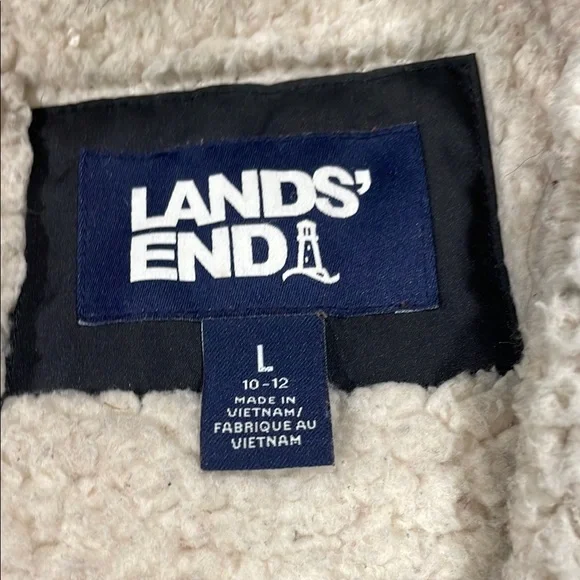 LANDS'
END
L
10-12
MADE IN
VIETNAM/
FABRIQUE AU
VIETNAM